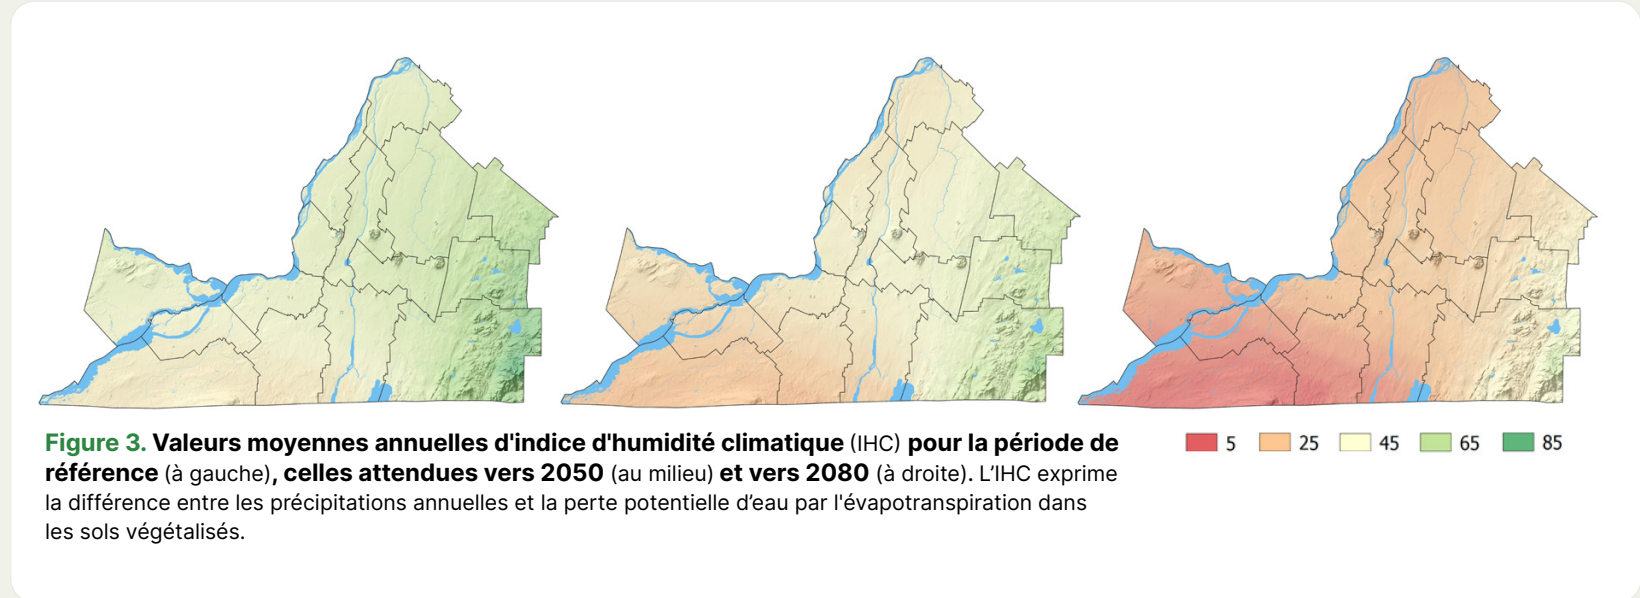 5 25 45 65 85
Figure 3. Valeurs moyennes annuelles d'indice d'humidité climatique (IHC) pour la période de
référence (à gauche), celles attendues vers 2050 (au milieu) et vers 2080 (à droite). L’IHC exprime
la différence entre les précipitations annuelles et la perte potentielle d’eau par l'évapotranspiration dans
les sols végétalisés.